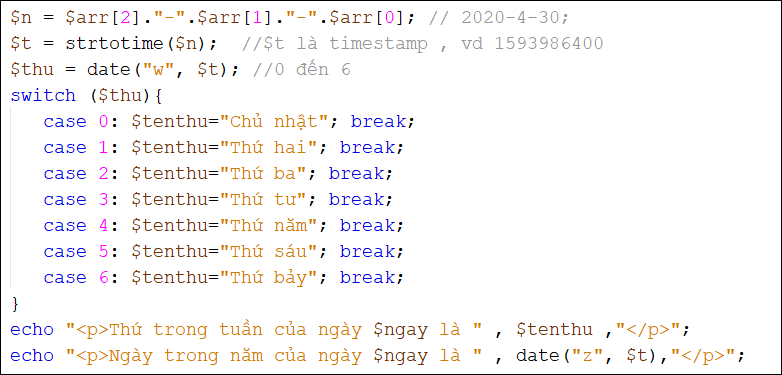 $n = $arr[2]."-".$arr[1]."-".$arr[0]; // 2020-4-30;
$t = strtotime($n);  //$t là timestamp , vd 1593986400
$thu = date("w", $t); //0 đến 6
switch ($thu){
   case 0: $tenthu="Chủ nhật"; break;
   case 1: $tenthu="Thứ hai"; break;
   case 2: $tenthu="Thứ ba"; break;
   case 3: $tenthu="Thứ tư"; break;
   case 4: $tenthu="Thứ năm"; break;
   case 5: $tenthu="Thứ sáu"; break;
   case 6: $tenthu="Thứ bảy"; break;
}
echo "<p>Thứ trong tuần của ngày $ngay là " , $tenthu ,"</p>";
echo "<p>Ngày trong năm của ngày $ngay là " , date("z", $t),"</p>";